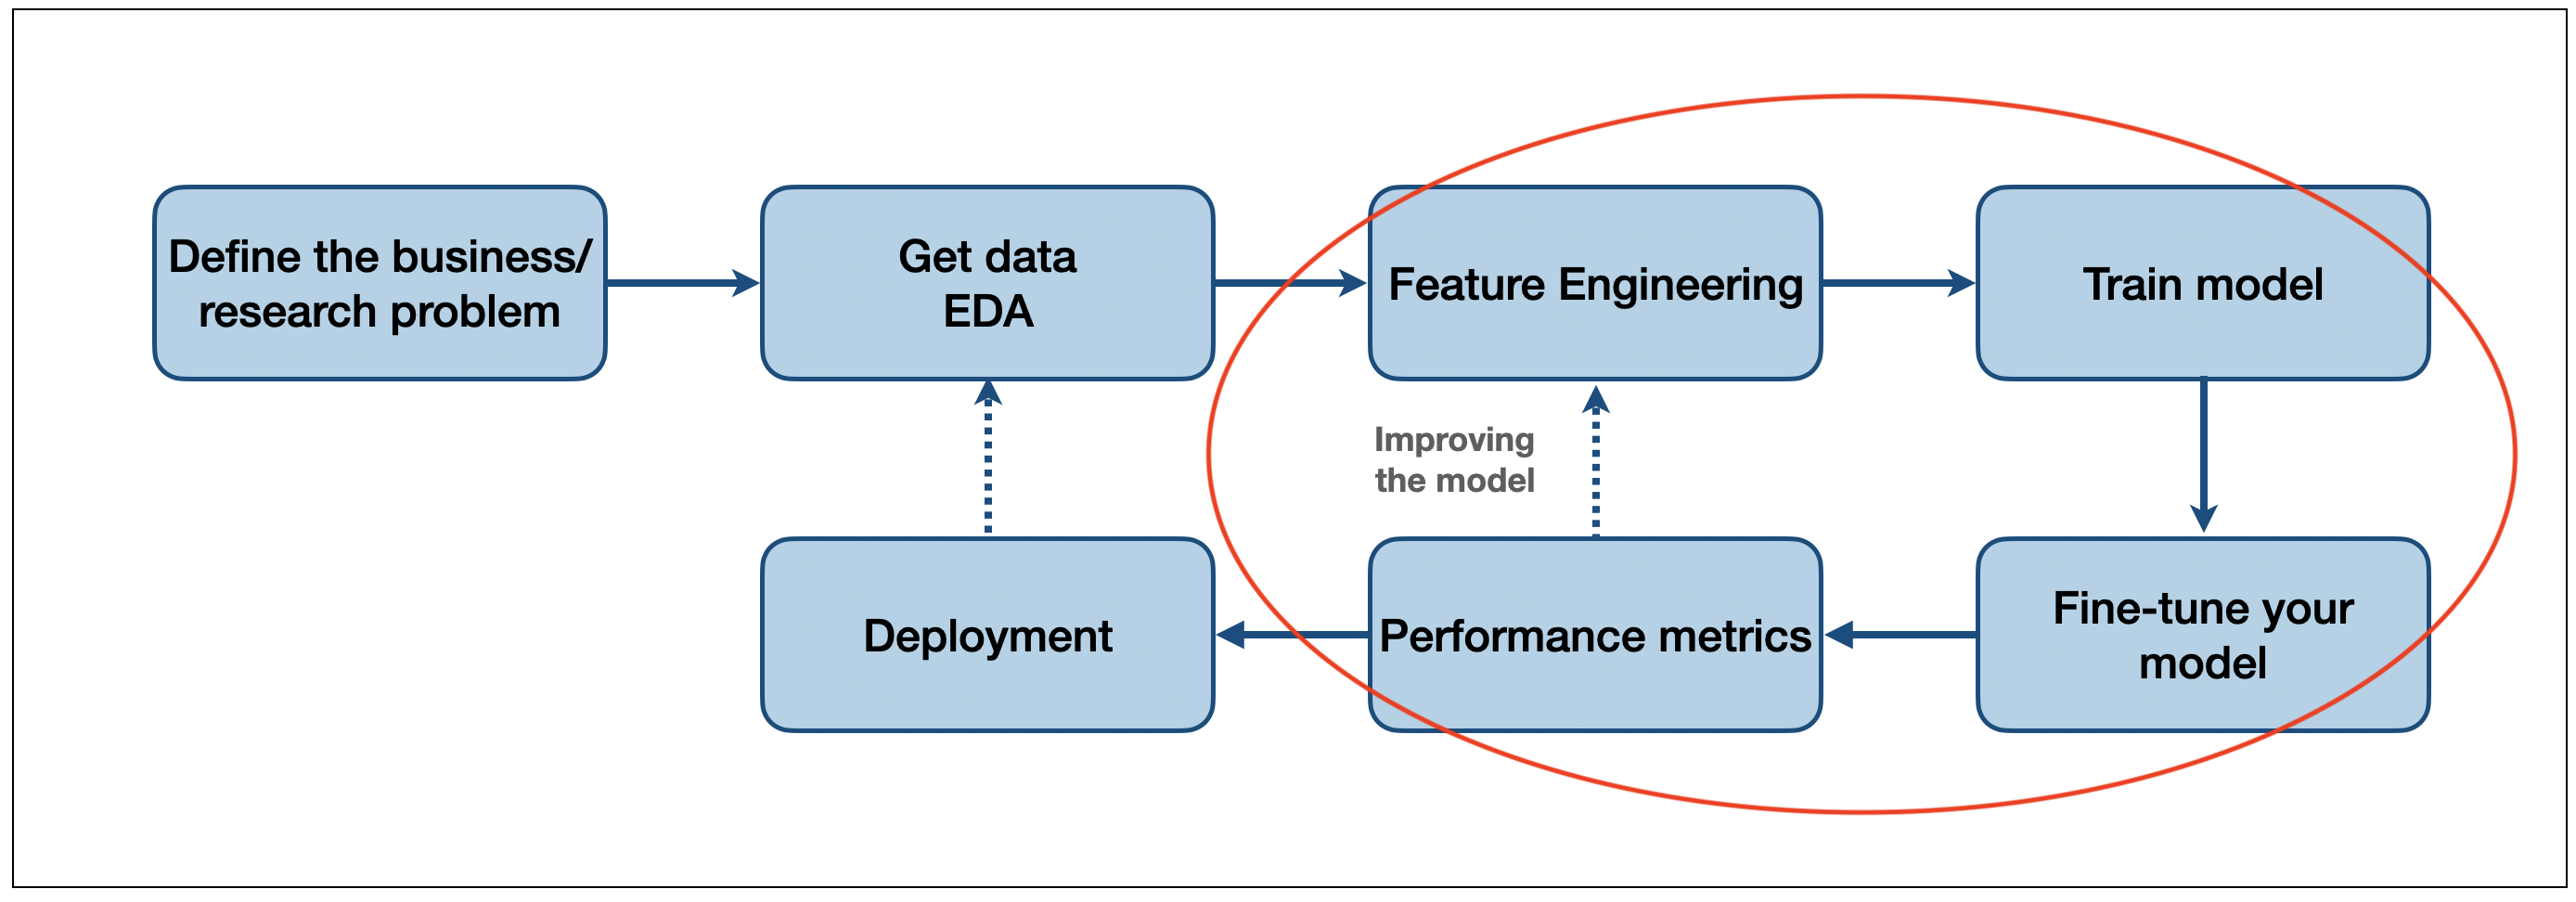 Define the business/
research problem
Get data
EDA
Feature Engineering
Train model
Improving
the model
Deployment
Performance metrics
Fine-tune your
model